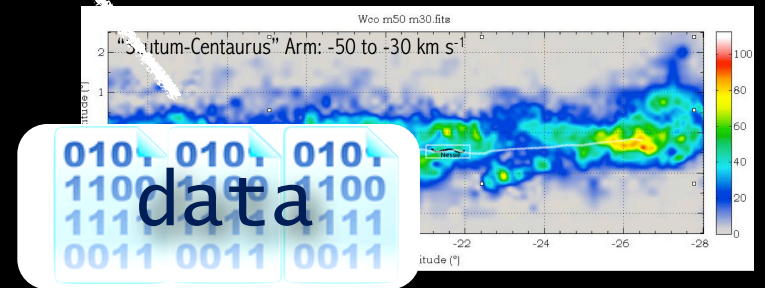 Wco m50 m30.fits
"Scutum-Centaurus" Arm: -50 to -30 km s-1
2
1
100
80
60
40
20
0
Nessie
-22 -24 -26 -28
0101 0101 0101
1100 1100 1100
1111 1111 1111
0011 0011 0011
data